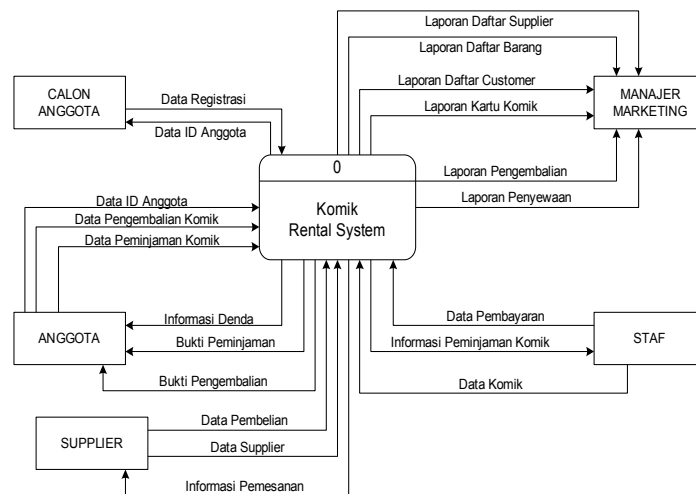 Laporan Daftar Supplier
Laporan Daftar Barang
CALON
ANGGOTA
Data Registrasi
Data ID Anggota
Laporan Daftar Customer
Laporan Kartu Komik
MANAJER
MARKETING
0
Komik
Rental System
Laporan Pengembalian
Laporan Penyewaan
Data ID Anggota
Data Pengembalian Komik
Data Peminjaman Komik
ANGGOTA
Informasi Denda
Bukti Peminjaman
Bukti Pengembalian
Data Pembayaran
Informasi Peminjaman Komik
Data Komik
STAF
SUPPLIER
Data Pembelian
Data Supplier
Informasi Pemesanan